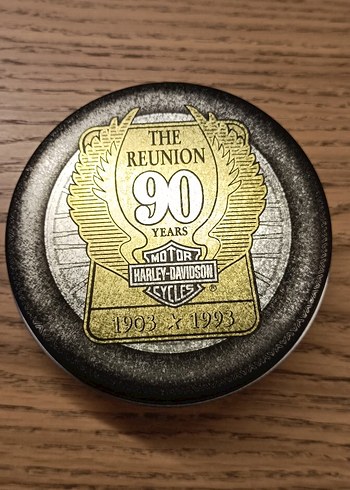 THE
REUNION
90
YEARS
MOTOR
HARLEY-DAVIDSON
CYCLES ®
1903 1993